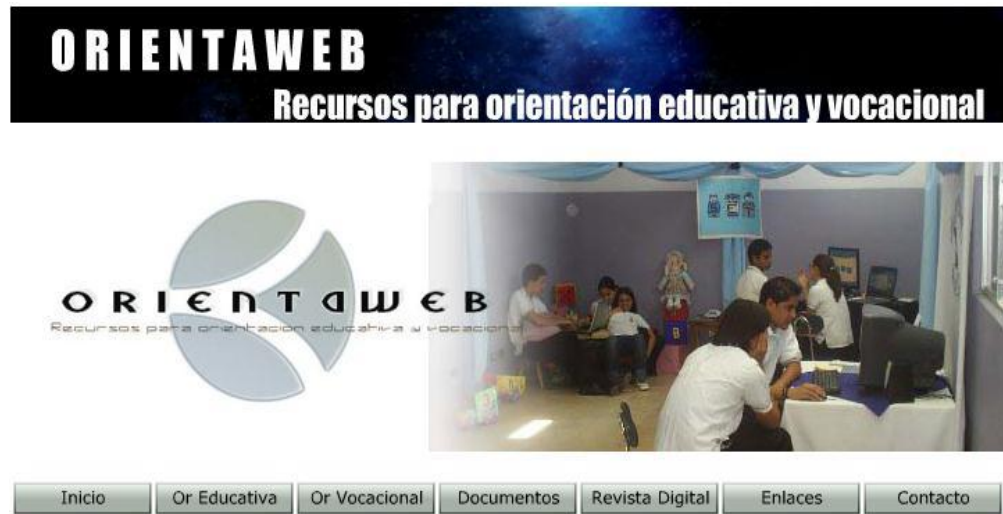 ORIENTAWEB
Recursos para orientación educativa y vocacional
ORIENTAWEB
Recursos para orientación educativa y vocacional
B
Inicio
Or Educativa
Or Vocacional
Documentos
Revista Digital
Enlaces
Contacto